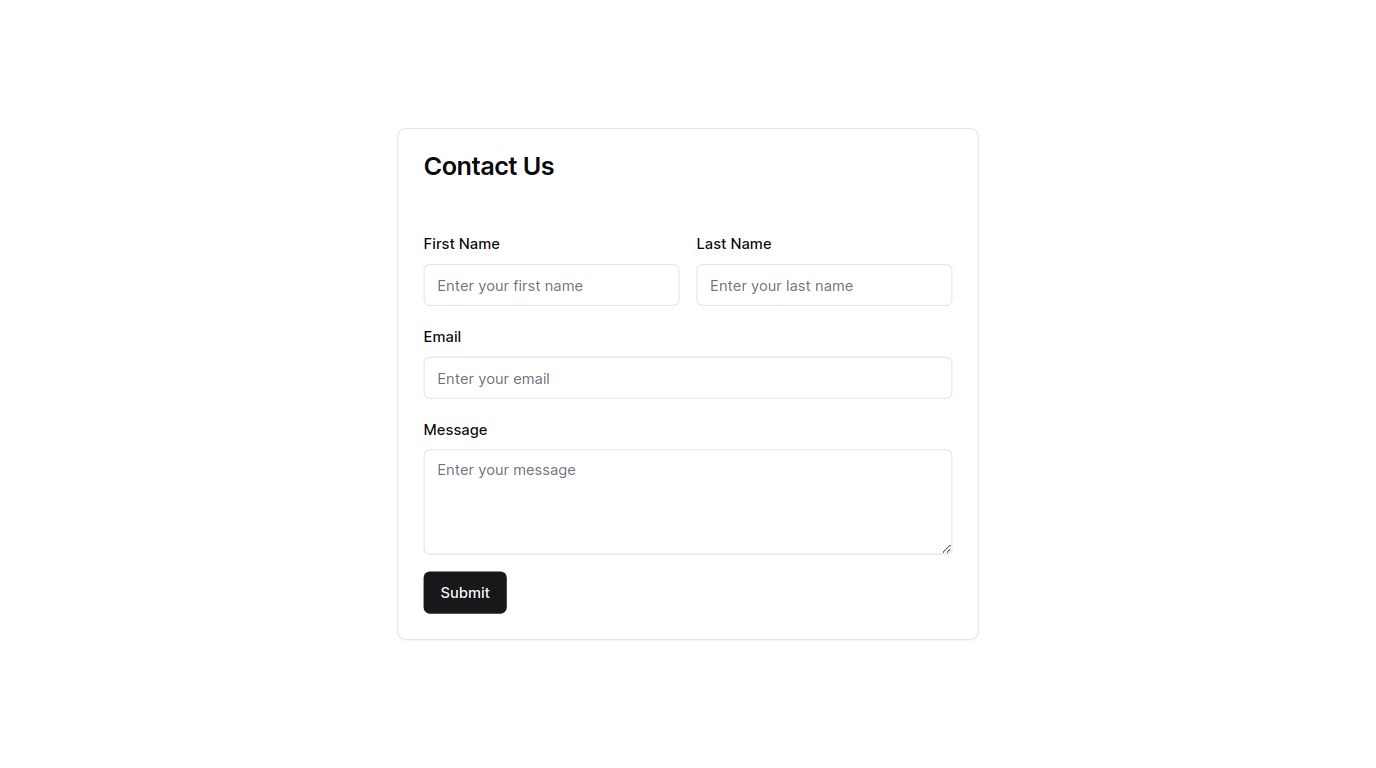 Contact Us
First Name
Last Name
Enter your first name
Enter your last name
Email
Enter your email
Message
Enter your message
Submit